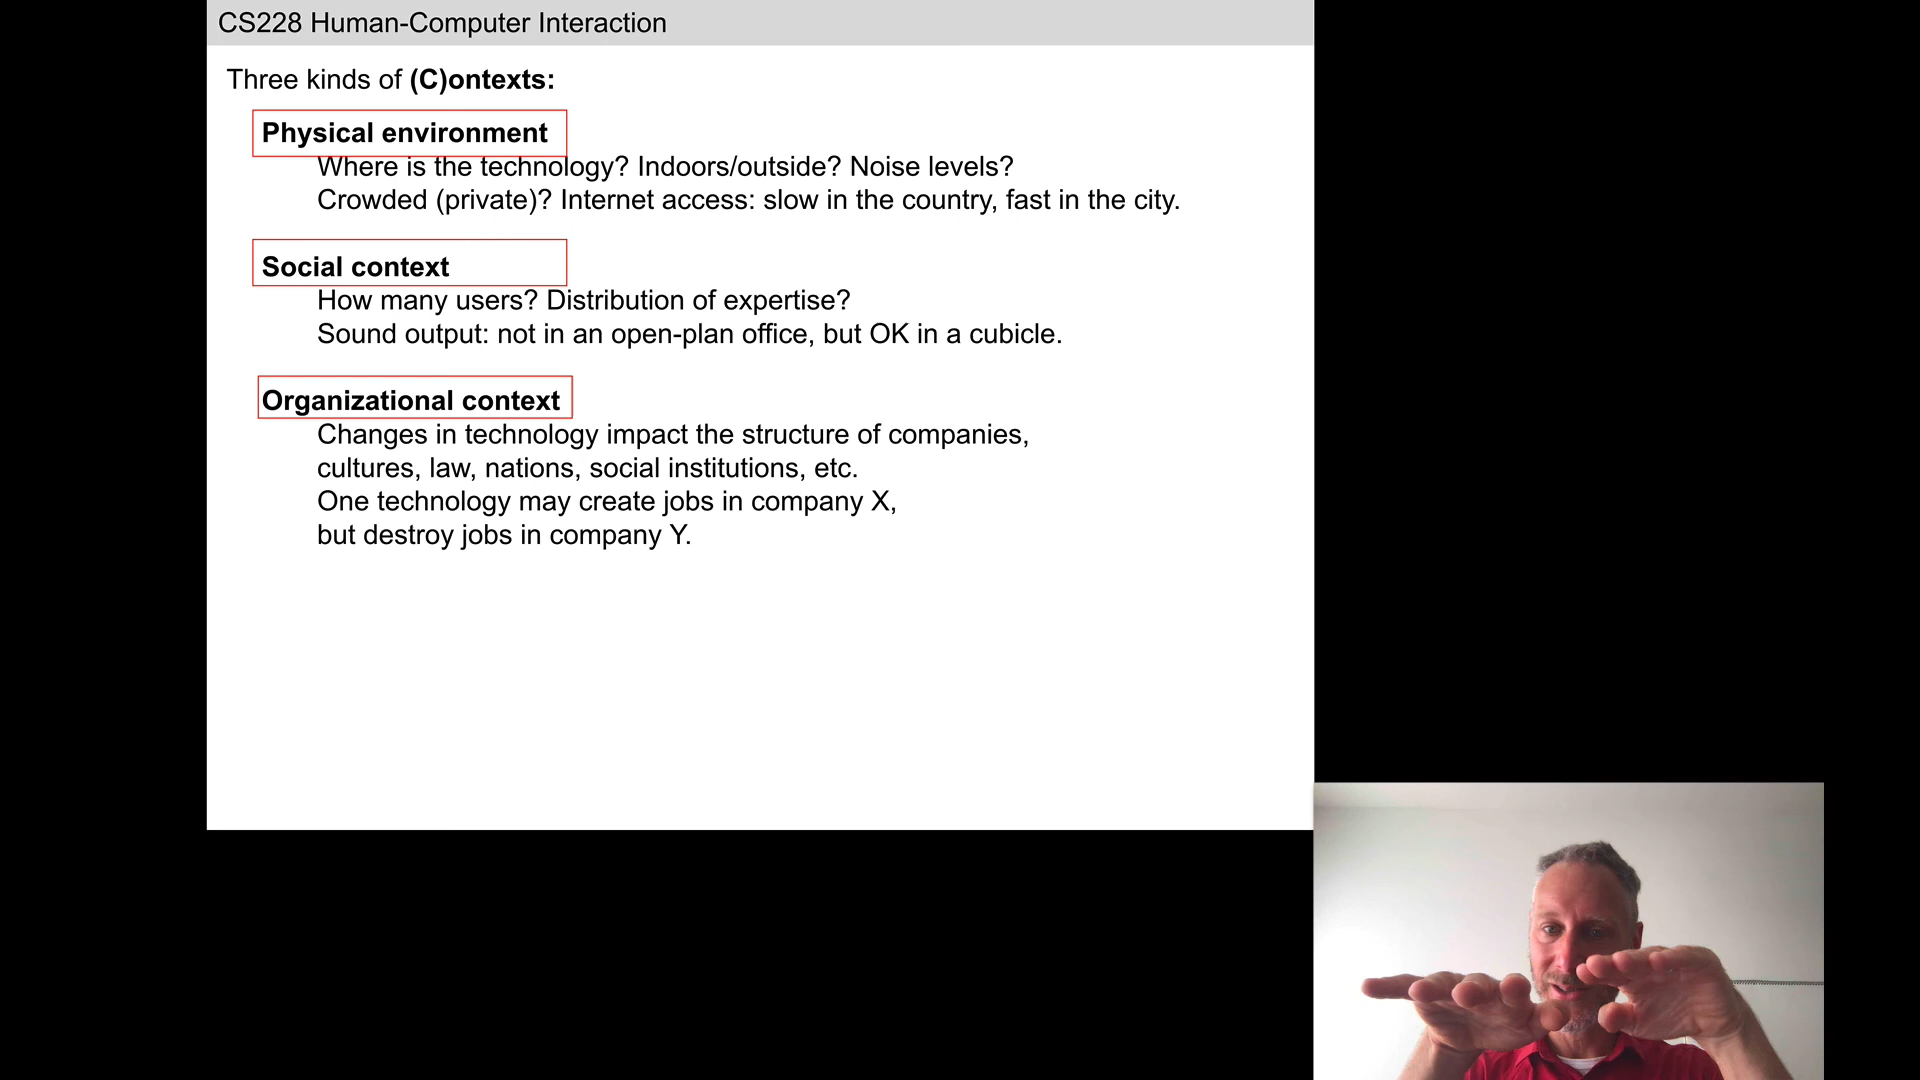 CS228 Human-Computer Interaction
Three kinds of (C)ontexts:
Physical environment
Where is the technology? Indoors/outside? Noise levels?
Crowded (private)? Internet access: slow in the country, fast in the city.
Social context
How many users? Distribution of expertise?
Sound output: not in an open-plan office, but OK in a cubicle.
Organizational context
Changes in technology impact the structure of companies,
cultures, law, nations, social institutions, etc.
One technology may create jobs in company X,
but destroy jobs in company Y.